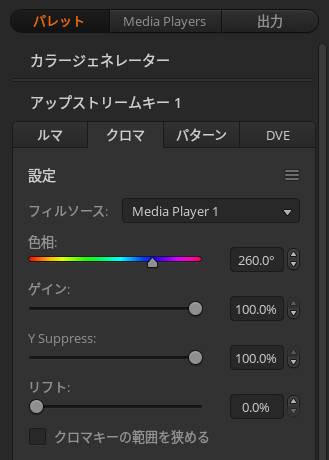 パレット Media Players 出力
カラージェネレーター
アップストリームキー 1
ルマ クロマ パターン DVE
設定
フィルソース: Media Player 1
色相:
260.0°
ゲイン:
100.0%
Y Suppress:
100.0%
リフト:
0.0%
クロマキーの範囲を狭める